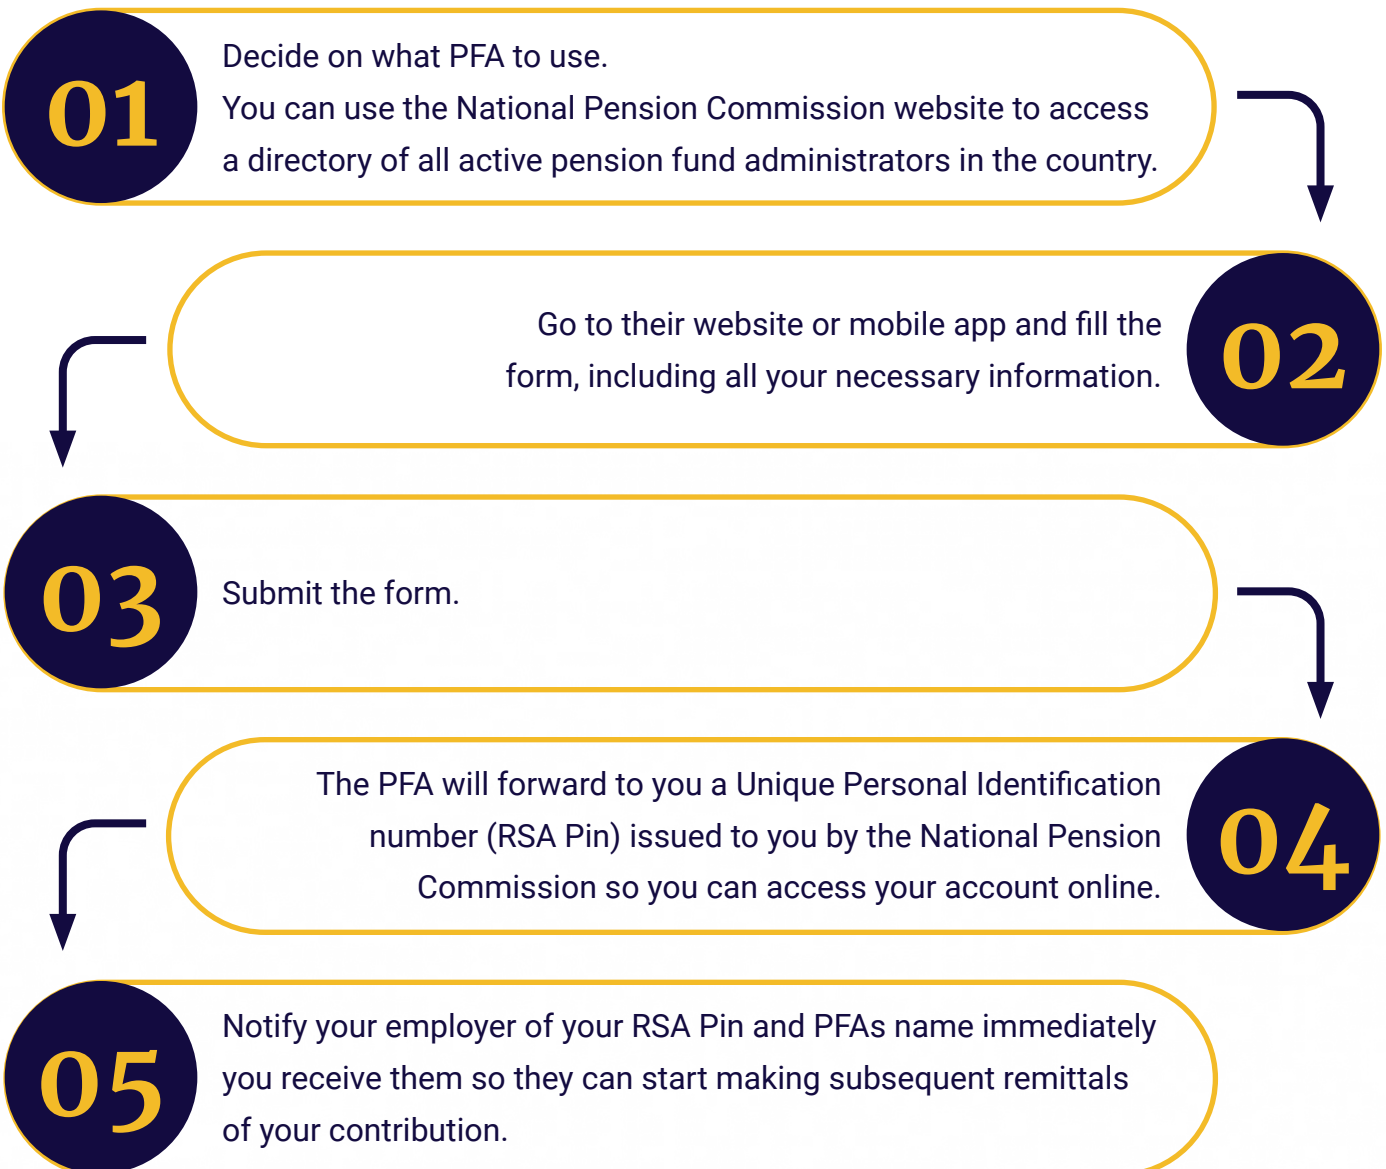 01
Decide on what PFA to use.
You can use the National Pension Commission website to access
a directory of all active pension fund administrators in the country.
Go to their website or mobile app and fill the
form, including all your necessary information.
02
03
Submit the form.
The PFA will forward to you a Unique Personal Identification
number (RSA Pin) issued to you by the National Pension
Commission so you can access your account online.
04
05
Notify your employer of your RSA Pin and PFAs name immediately
you receive them so they can start making subsequent remittals
of your contribution.